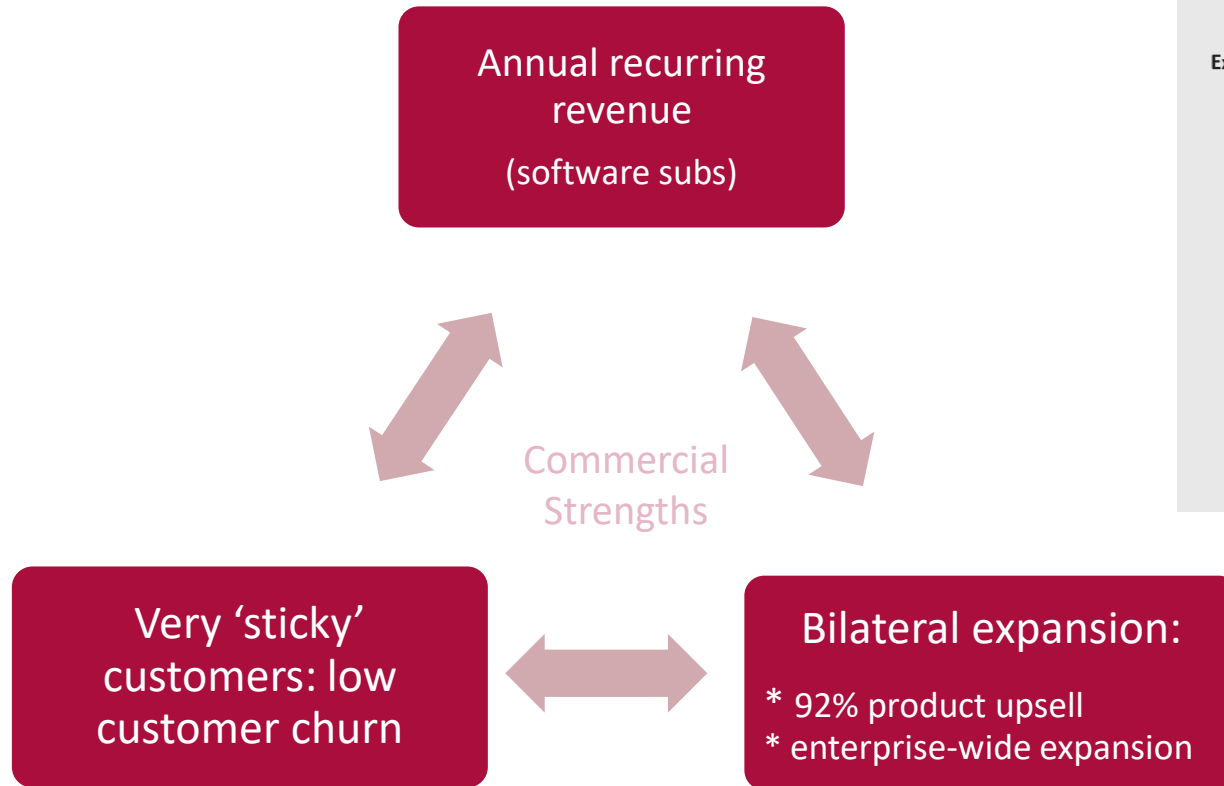 Annual recurring
revenue
(software subs)
Ex
Commercial
Strengths
Very ‘sticky’
customers: low
customer churn
Bilateral expansion:
* 92% product upsell
* enterprise-wide expansion